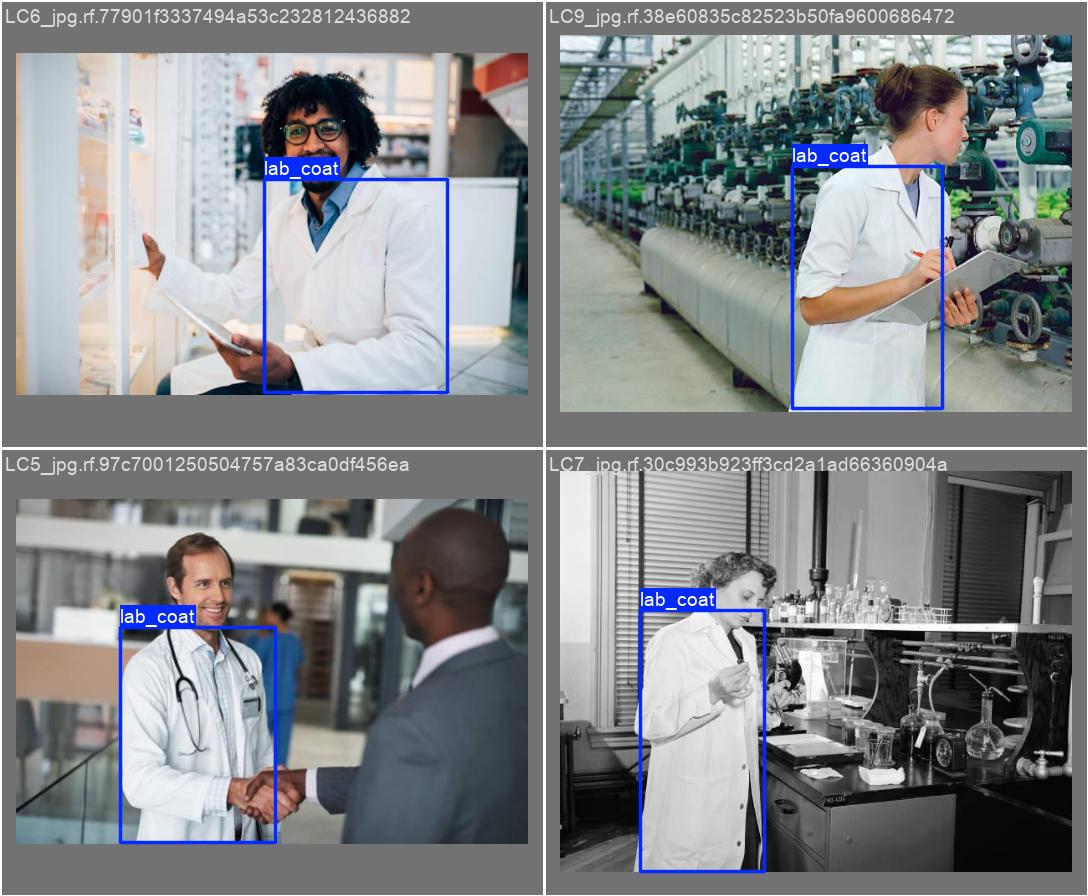 LC6_jpg.rf.77901f3337494a53c232812436882
lab_coat
LC9_jpg.rf.38e60835c82523b50fa9600686472
lab_coat
LC5_jpg.rf.97c7001250504757a83ca0df456ea
lab_coat
LC7_jpg.rf.30c993b923ff3cd2a1ad66360904a
lab_coat